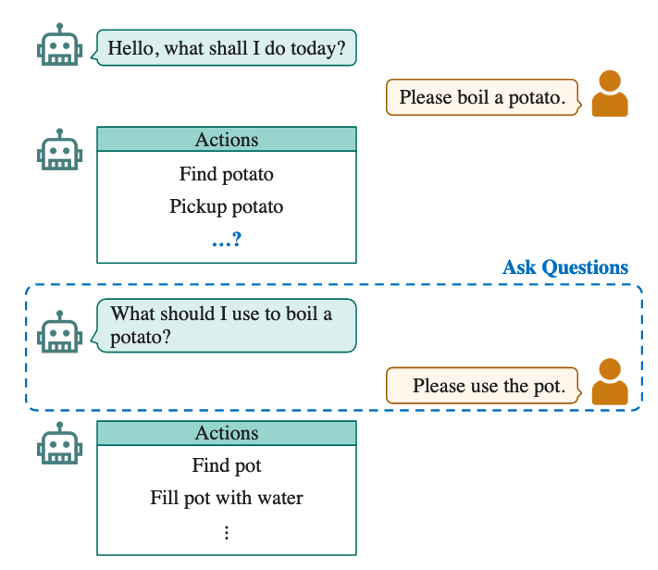 Hello, what shall I do today?
Please boil a potato.
Actions
Find potato
Pickup potato
...?
Ask Questions
What should I use to boil a
potato?
Please use the pot.
Actions
Find pot
Fill pot with water
⋮